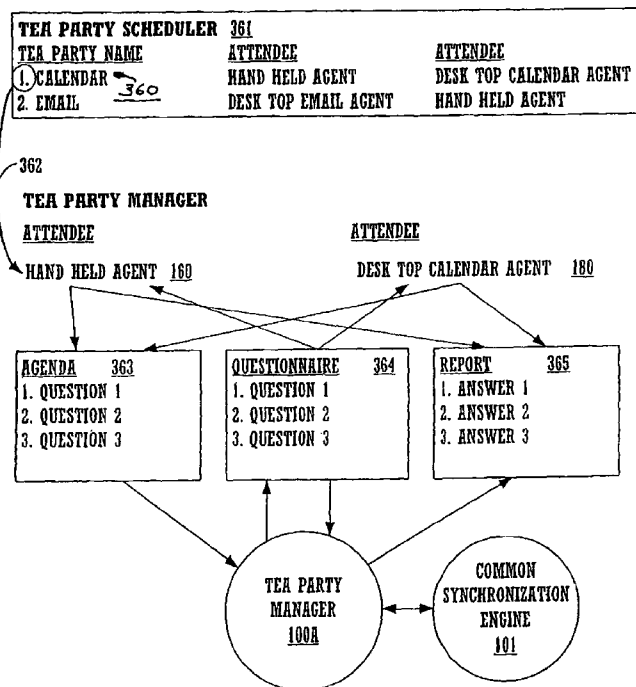 TEA PARTY SCHEDULER 361
TEA PARTY NAME ATTENDEE ATTENDEE
1. CALENDAR HAND HELD AGENT DESK TOP CALENDAR AGENT
360
2. EMAIL DESK TOP EMAIL AGENT HAND HELD AGENT
362
TEA PARTY MANAGER
ATTENDEE ATTENDEE
HAND HELD AGENT 160 DESK TOP CALENDAR AGENT 180
AGENDA 363
1. QUESTION 1
2. QUESTION 2
3. QUESTION 3
QUESTIONNAIRE 364
1. QUESTION 1
2. QUESTION 2
3. QUESTION 3
REPORT 365
1. ANSWER 1
2. ANSWER 2
3. ANSWER 3
TEA PARTY
MANAGER
100A
COMMON
SYNCHRONIZATION
ENGINE
101